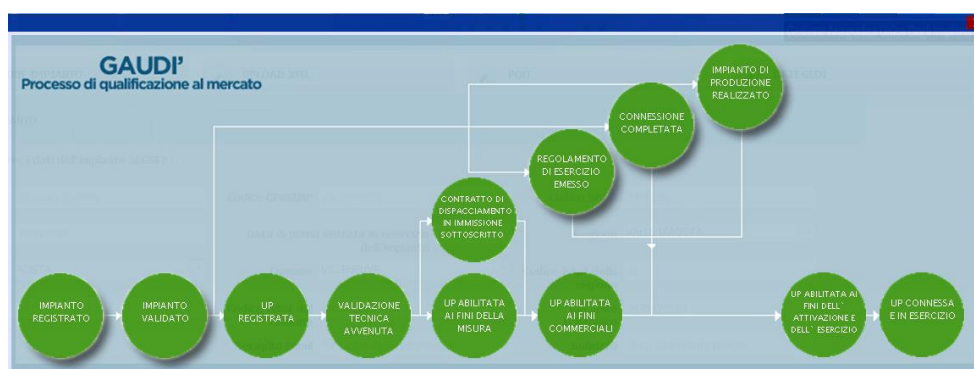 GAUDI'
Processo di qualificazione al mercato
IMPIANTO DI
PRODUZIONE
REALIZZATO
CONNESSIONE
COMPLETATA
REGOLAMENTO
DI ESERCIZIO
EMESSO
CONTRATTO DI
DISPACCIAMENTO
IN IMMISSIONE
SOTTOSCRITTO
IMPIANTO
REGISTRATO
IMPIANTO
VALIDATO
UP
REGISTRATA
VALIDAZIONE
TECNICA
AVVENUTA
UP ABILITATA
AI FINI DELLA
MISURA
UP ABILITATA
AI FINI
COMMERCIALI
UP ABILITATA AI
FINI DELL`
ATTIVAZIONE E
DELL` ESERCIZIO
UP CONNESSA
E IN ESERCIZIO